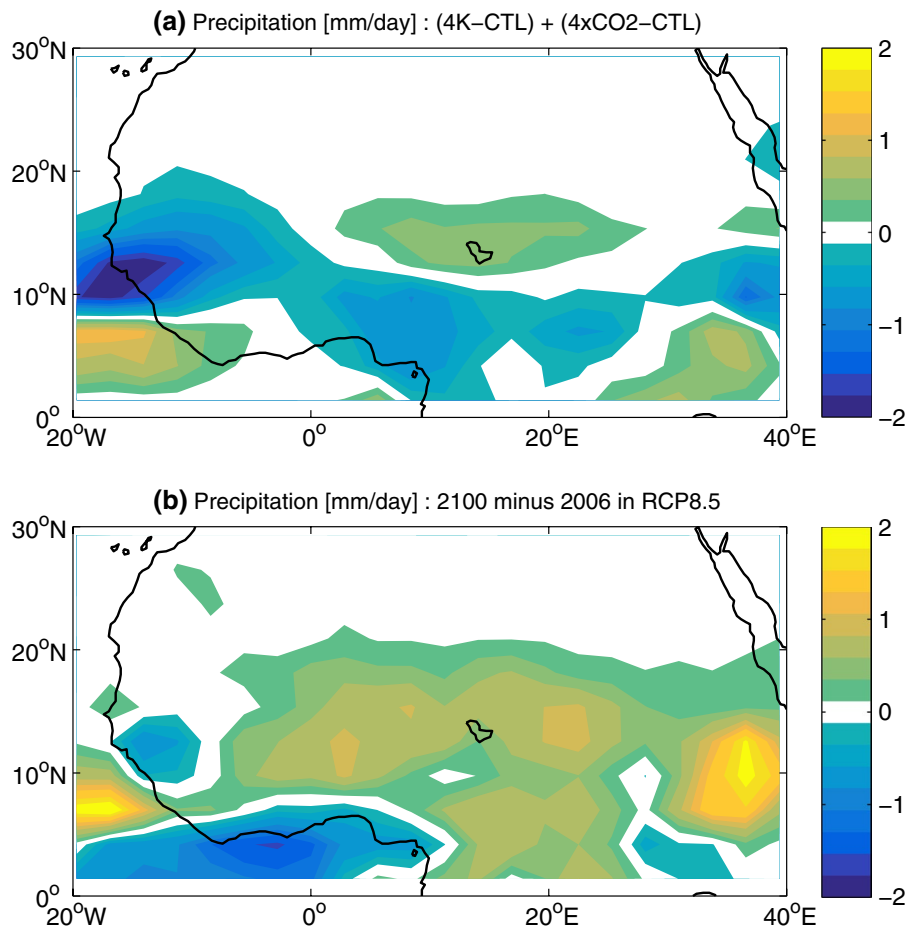 (a) Precipitation [mm/day] : (4K−CTL) + (4xCO2−CTL)
30°N
20°N
10°N
0°
20°W 0° 20°E 40°E
2
1
0
−1
−2
(b) Precipitation [mm/day] : 2100 minus 2006 in RCP8.5
30°N
20°N
10°N
0°
20°W 0° 20°E 40°E
2
1
0
−1
−2